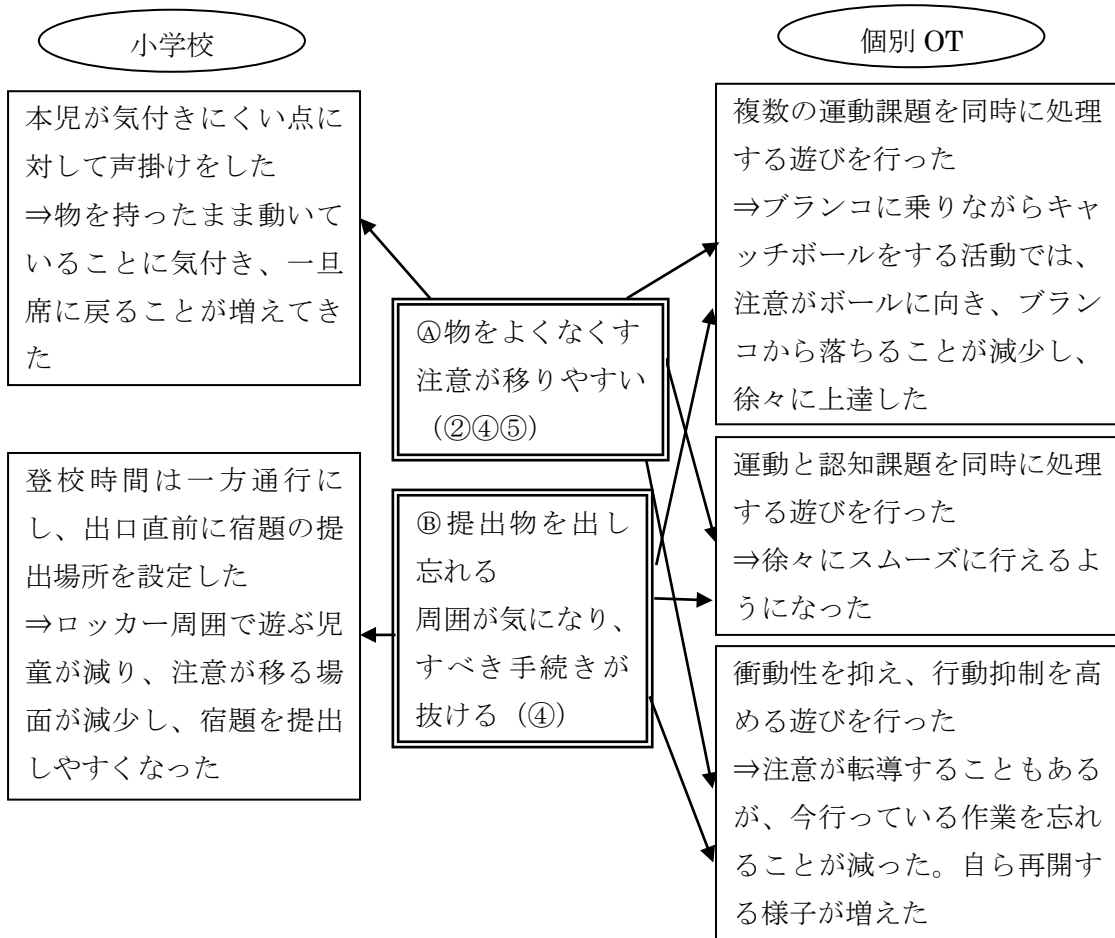 小学校
本児が気付きにくい点に
対して声掛けをした
⇒物を持ったまま動いて
いることに気付き、一旦
席に戻ることが増えてき
た
登校時間は一方通行に
し、出口直前に宿題の提
出場所を設定した
⇒ロッカー周囲で遊ぶ児
童が減り、注意が移る場
面が減少し、宿題を提出
しやすくなった
Ⓐ物をよくなくす
注意が移りやすい
（②④⑤）
Ⓑ提出物を出し
忘れる
周囲が気になり、
すべき手続きが
抜ける（④）
個別 OT
複数の運動課題を同時に処理
する遊びを行った
⇒ブランコに乗りながらキャ
ッチボールをする活動では、
注意がボールに向き、ブラン
コから落ちることが減少し、
徐々に上達した
運動と認知課題を同時に処理
する遊びを行った
⇒徐々にスムーズに行えるよ
うになった
衝動性を抑え、行動抑制を高
める遊びを行った
⇒注意が転導することもある
が、今行っている作業を忘れ
ることが減った。自ら再開す
る様子が増えた